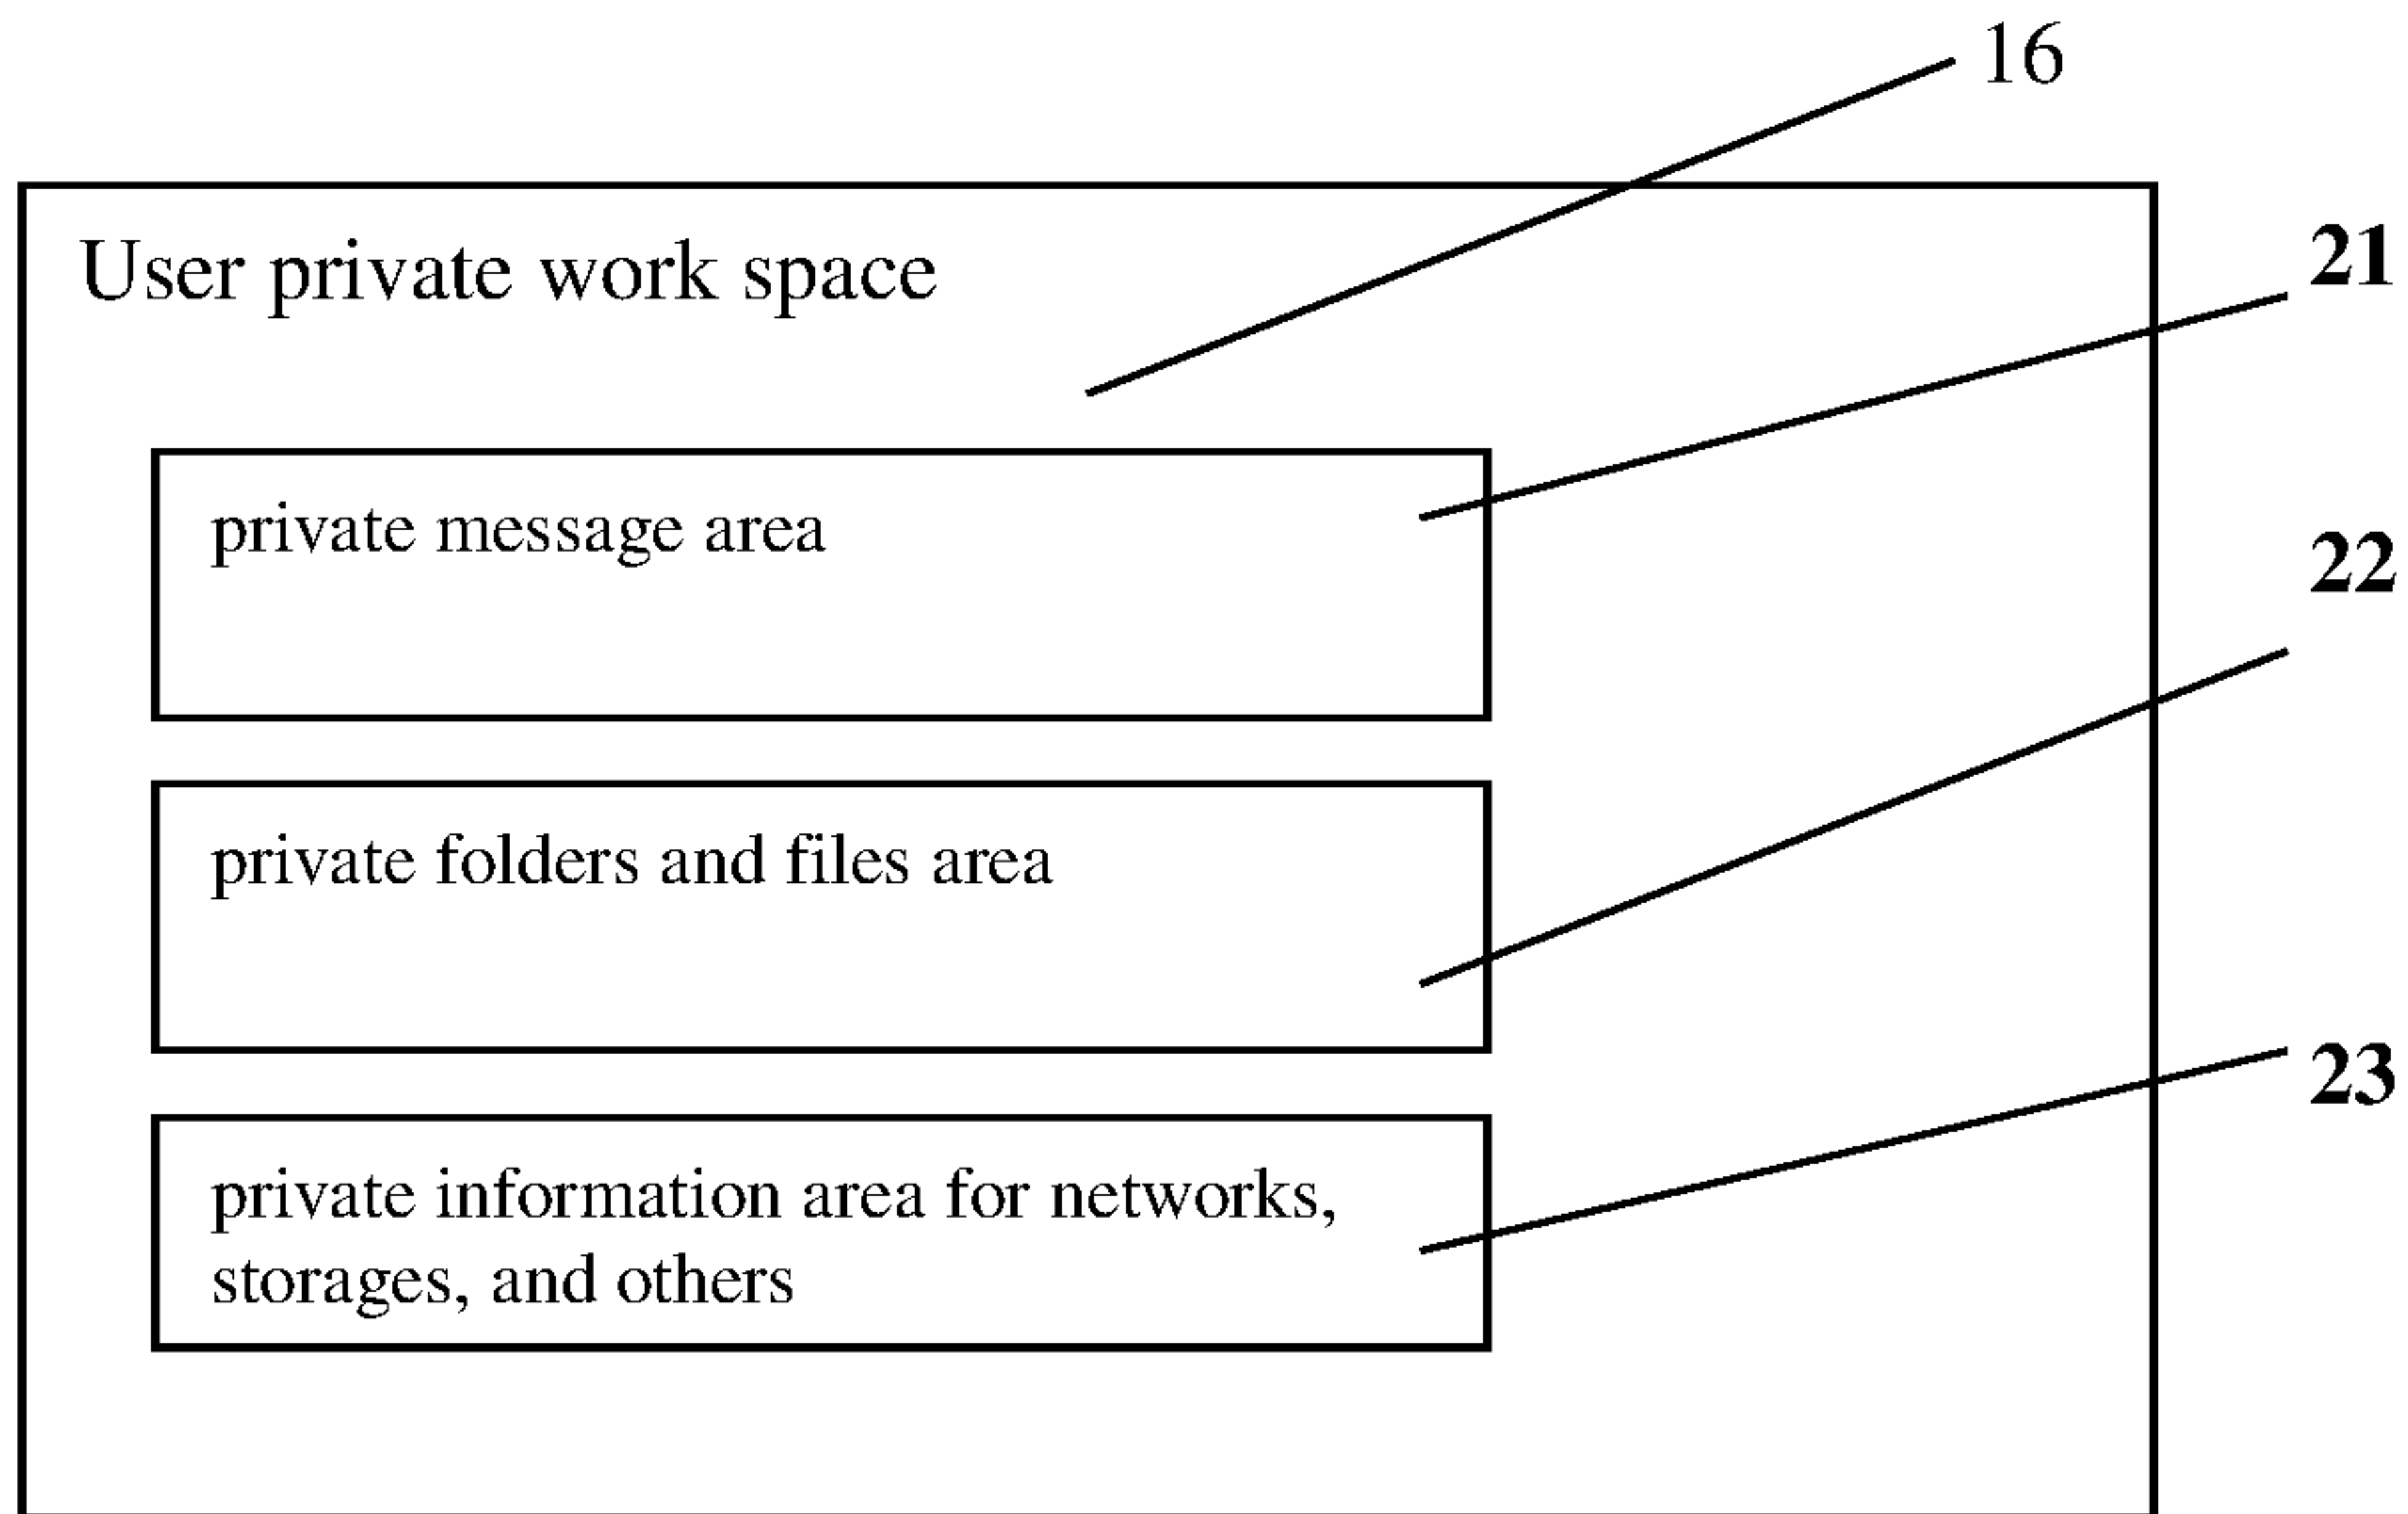 16
User private work space
21
private message area
22
private folders and files area
23
private information area for networks,
storages, and others